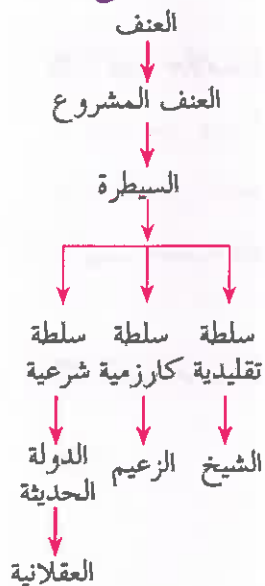 العنف
العنف المشروع
السيطرة
سلطة تقليدية
سلطة كارزمية
سلطة شرعية
الشيخ
الزعيم
الدولة الحديثة
العقلانية